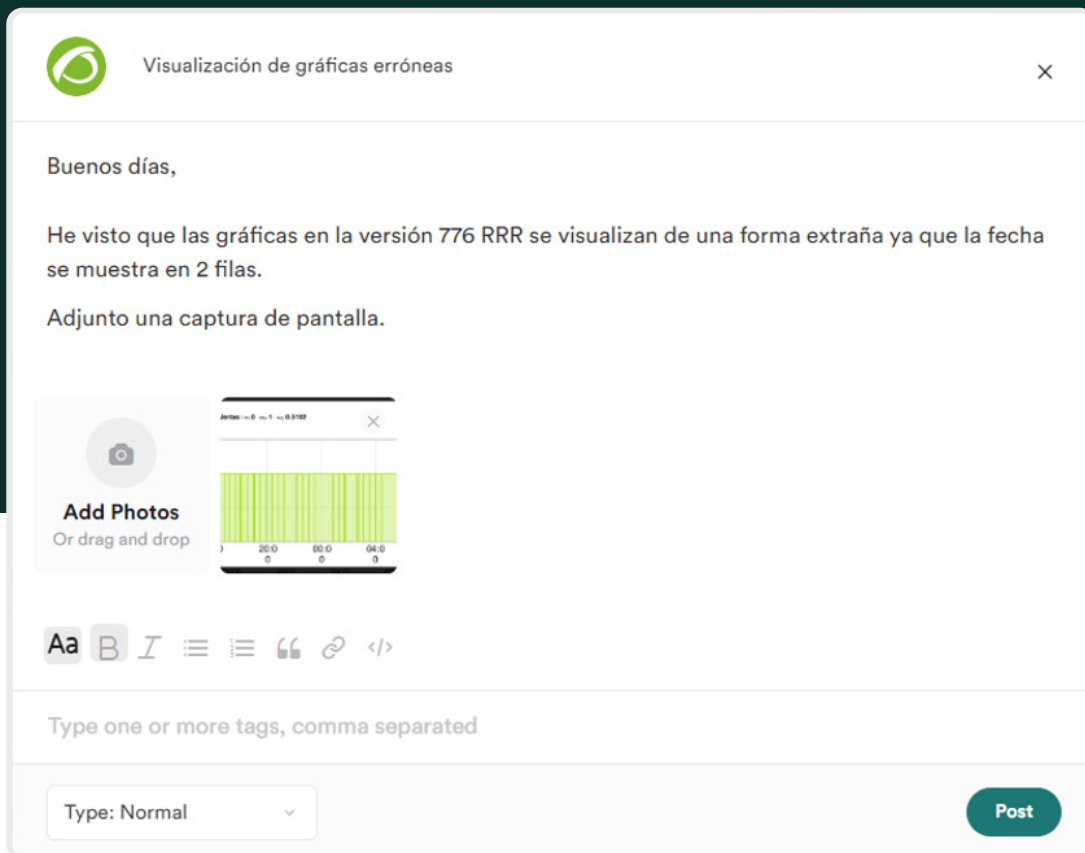 Visualización de gráficas erróneas
Buenos días,
He visto que las gráficas en la versión 776 RRR se visualizan de una forma extraña ya que la fecha
se muestra en 2 filas.
Adjunto una captura de pantalla.
Add Photos
Or drag and drop
20:0 00:0 04:0
0 0 0
Aa B I
Type one or more tags, comma separated
Type: Normal
Post